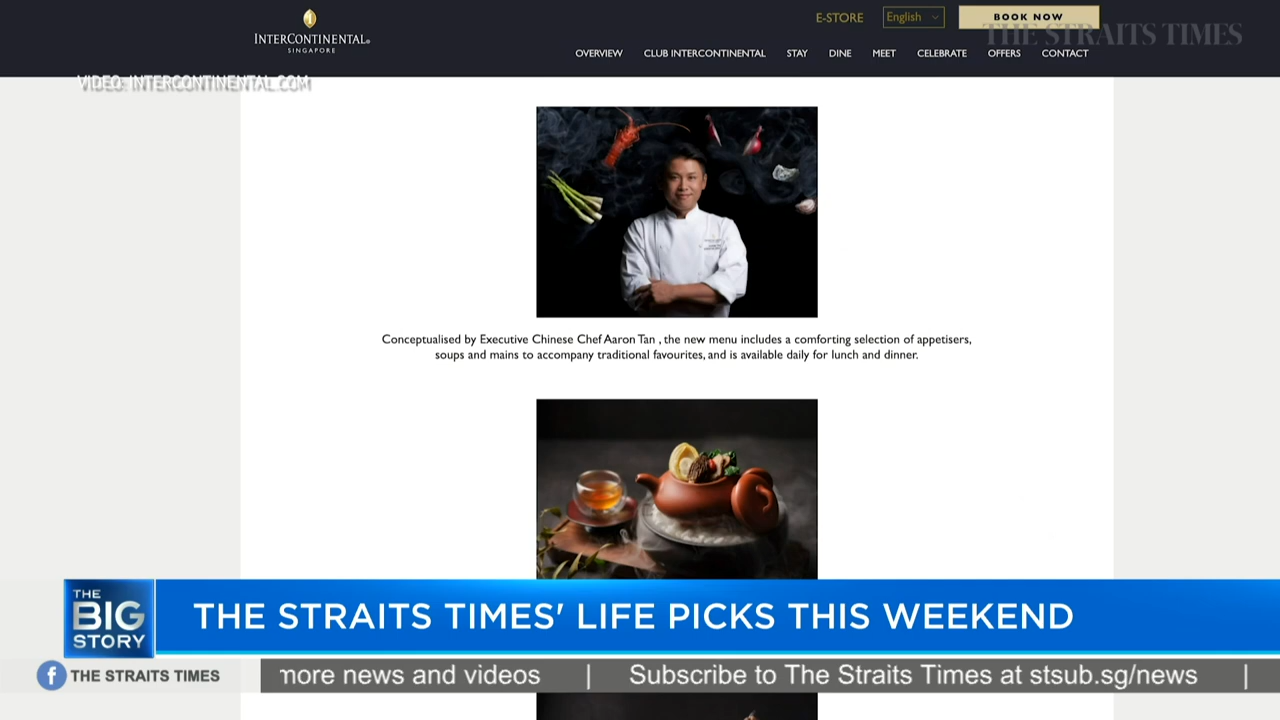 INTERCONTINENTAL®
SINGAPORE
E-STORE
English
BOOK NOW
THE STRAITS TIMES
OVERVIEW
CLUB INTERCONTINENTAL
STAY
DINE
MEET
CELEBRATE
OFFERS
CONTACT
VIDEO: INTERCONTINENTAL.COM
Conceptualised by Executive Chinese Chef Aaron Tan , the new menu includes a comforting selection of appetisers,
soups and mains to accompany traditional favourites, and is available daily for lunch and dinner.
THE
BIG
STORY
THE STRAITS TIMES' LIFE PICKS THIS WEEKEND
f THE STRAITS TIMES
more news and videos | Subscribe to The Straits Times at stsub.sg/news |